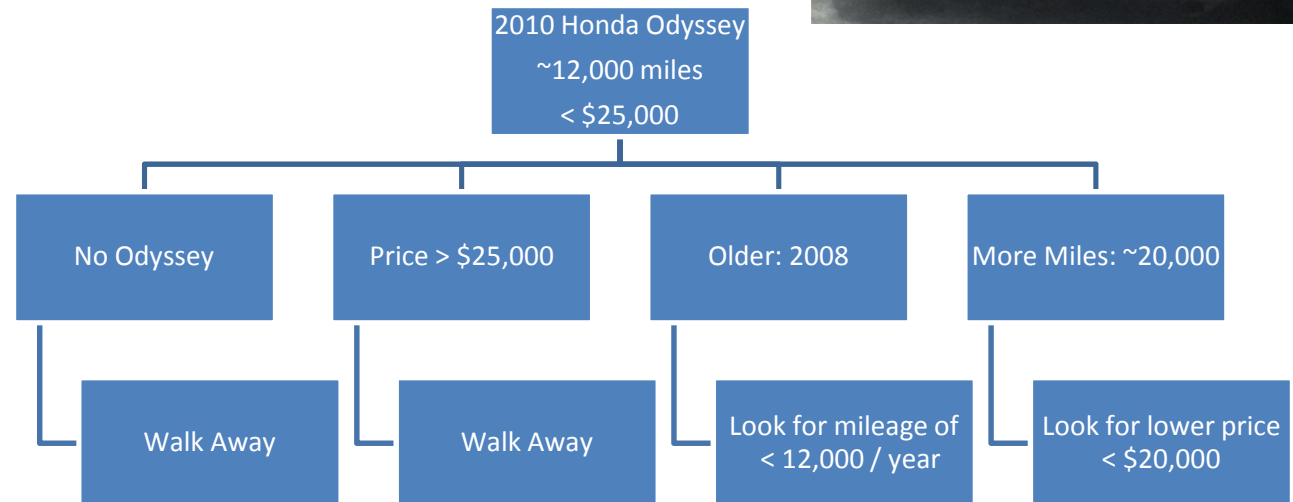 2010 Honda Odyssey
~12,000 miles
< $25,000
No Odyssey
Price > $25,000
Older: 2008
More Miles: ~20,000
Walk Away
Walk Away
Look for mileage of
< 12,000 / year
Look for lower price
< $20,000